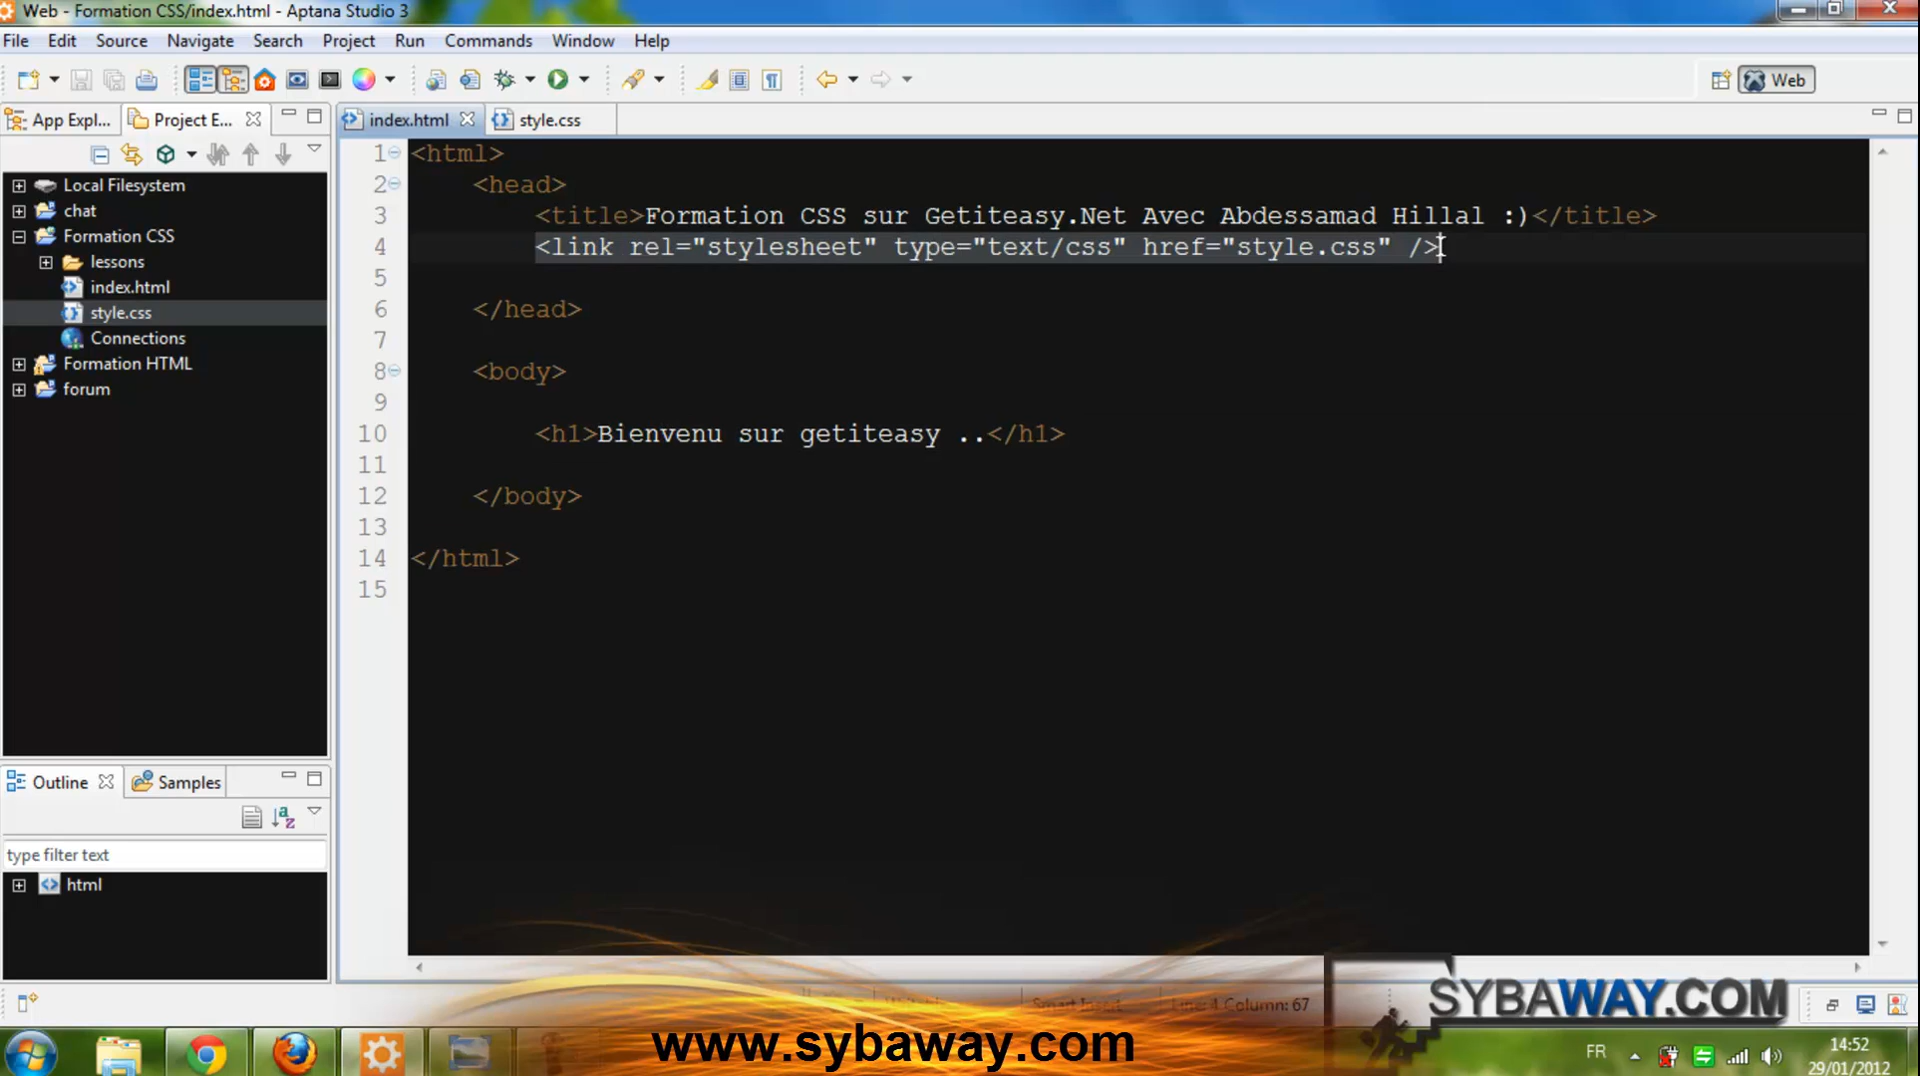 Web - Formation CSS/index.html - Aptana Studio 3
File Edit Source Navigate Search Project Run Commands Window Help
Web
App Expl... Project E...
index.html style.css
Local Filesystem
chat
Formation CSS
lessons
index.html
style.css
Connections
Formation HTML
forum
1 <html>
2 <head>
3 <title>Formation CSS sur Getiteasy.Net Avec Abdessamad Hillal :)</title>
4 <link rel="stylesheet" type="text/css" href="style.css" />
5
6 </head>
7
8 <body>
9
10 <h1>Bienvenu sur getiteasy ..</h1>
11
12 </body>
13
14 </html>
15
Outline Samples
type filter text
html
Smart Insert Line: 4 Column: 67
SYBAWAY.COM
www.sybaway.com
FR
14:52
29/01/2012